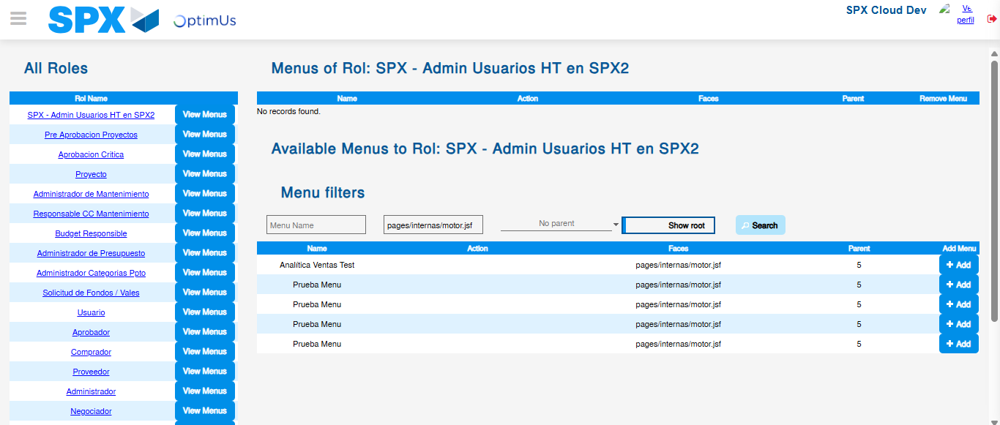 SPX
OptimUs
SPX Cloud Dev
Ve
perfil
All Roles
Rol Name
SPX - Admin Usuarios HT en SPX2 View Menus
Pre Aprobacion Proyectos View Menus
Aprobacion Critica View Menus
Proyecto View Menus
Administrador de Mantenimiento View Menus
Responsable CC Mantenimiento View Menus
Budget Responsible View Menus
Administrador de Presupuesto View Menus
Administrador Categorias Ppto View Menus
Solicitud de Fondos / Vales View Menus
Usuario View Menus
Aprobador View Menus
Comprador View Menus
Proveedor View Menus
Administrador View Menus
Negociador View Menus
Menus of Rol: SPX - Admin Usuarios HT en SPX2
Name Action Faces Parent Remove Menu
No records found.
Available Menus to Rol: SPX - Admin Usuarios HT en SPX2
Menu filters
Menu Name pages/internas/motor.jsf No parent Show root Search
Name Action Faces Parent Add Menu
Analítica Ventas Test pages/internas/motor.jsf 5 Add
Prueba Menu pages/internas/motor.jsf 5 Add
Prueba Menu pages/internas/motor.jsf 5 Add
Prueba Menu pages/internas/motor.jsf 5 Add
Prueba Menu pages/internas/motor.jsf 5 Add